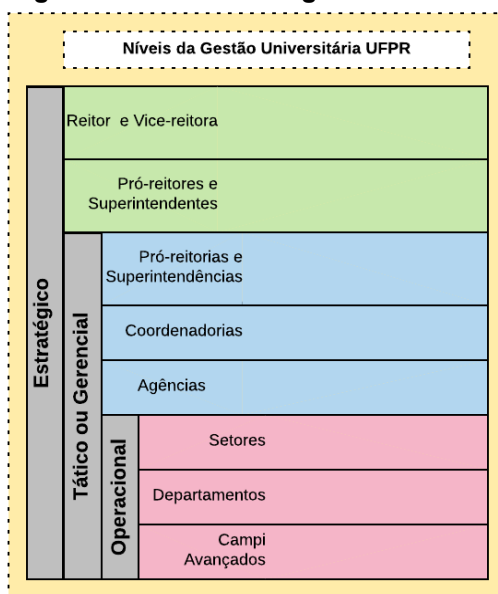 Níveis da Gestão Universitária UFPR
Estratégico
Reitor e Vice-reitora
Pró-reitores e
Superintendentes
Tático ou Gerencial
Pró-reitorias e
Superintendências
Coordenadorias
Agências
Operacional
Setores
Departamentos
Campi
Avançados